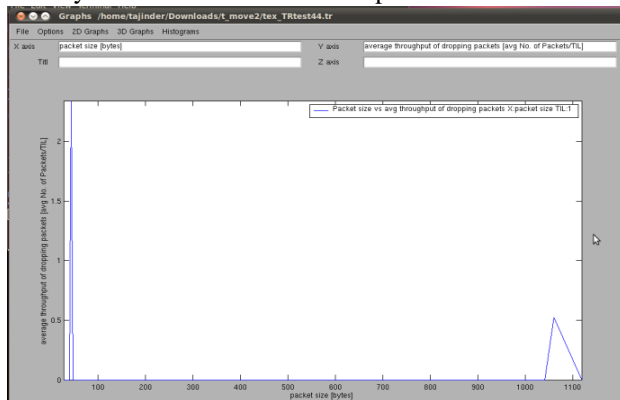 Graphs /home/tajinder/Downloads/t_move2/tex_TRtest44.tr
File Options 2D Graphs 3D Graphs Histograms
X axis packet size [bytes] Y axis average throughput of dropping packets [avg No. of Packets/TIL]
Titl Z axis
Packet size vs avg throughput of dropping packets X:packet size TIL:1
average throughput of dropping packets [avg No. of Packets/TIL]
2
1.5
1
0.5
0
100 200 300 400 500 600 700 800 900 1000 1100
packet size [bytes]